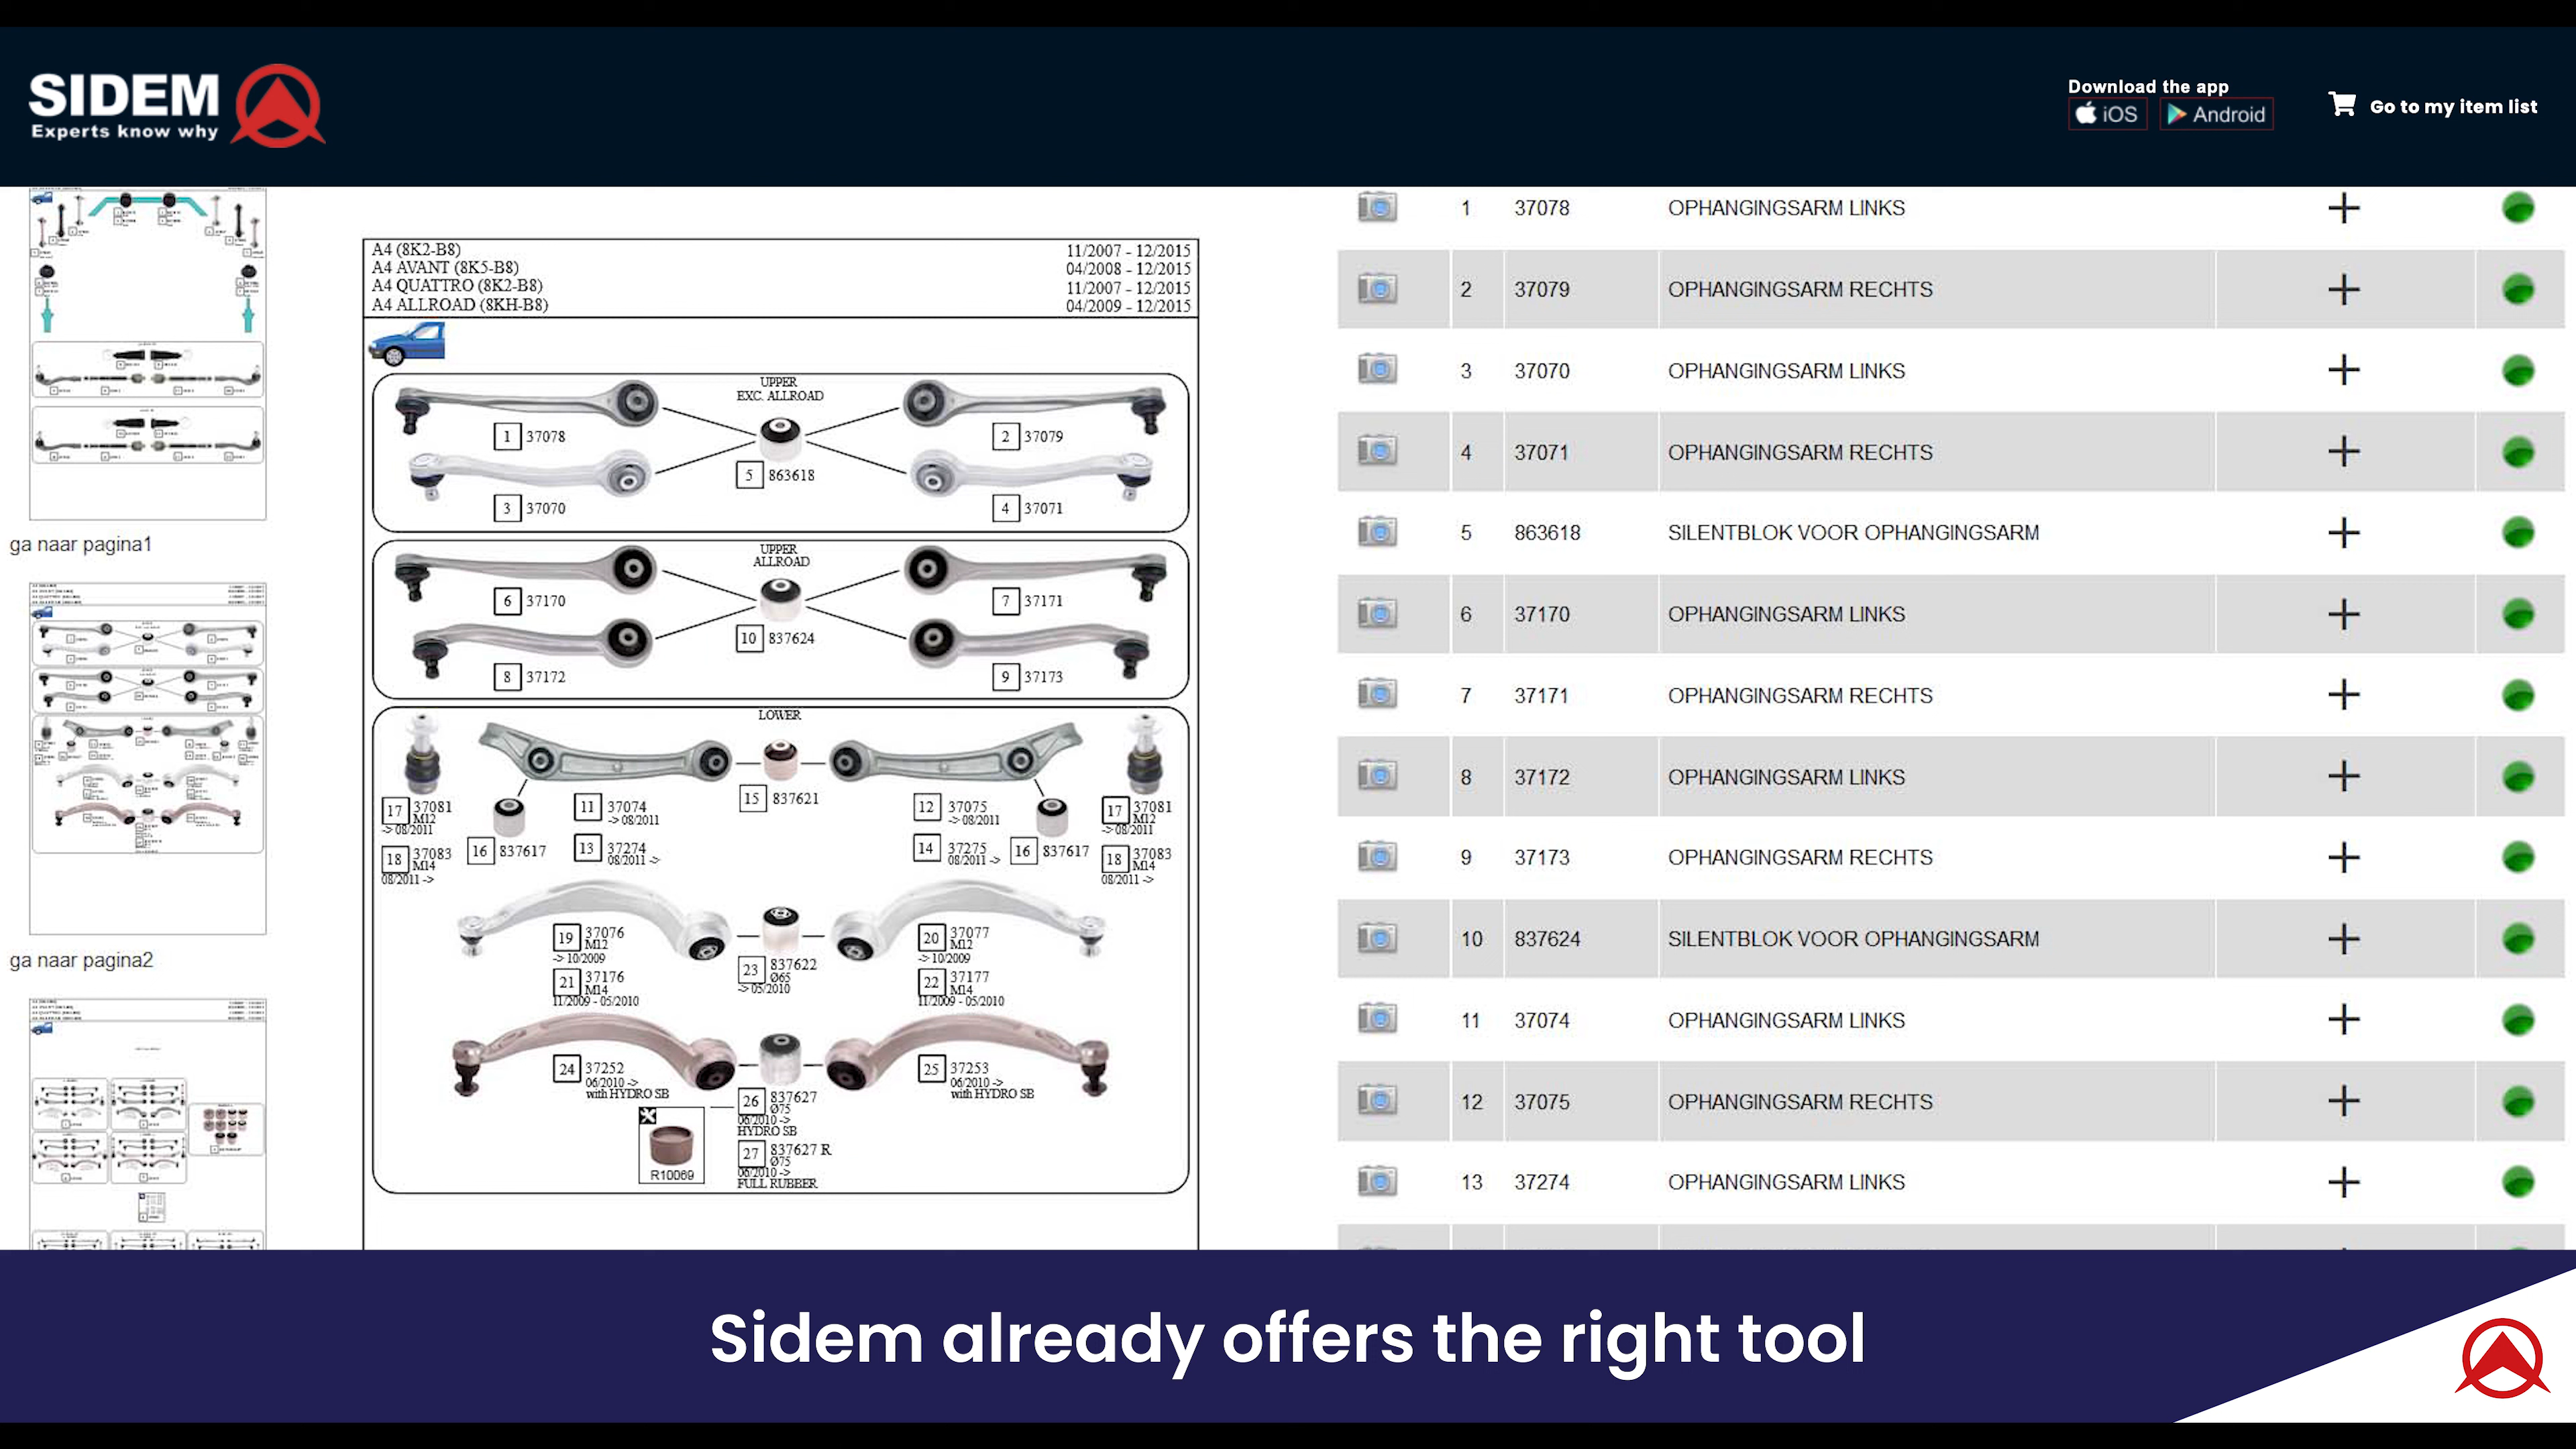 SIDEM
Experts know why
Download the app
iOS
Android
Go to my item list
ga naar pagina1
ga naar pagina2
A4 (8K2-B8) 11/2007 - 12/2015
A4 AVANT (8K5-B8) 04/2008 - 12/2015
A4 QUATTRO (8K2-B8) 11/2007 - 12/2015
A4 ALLROAD (8KH-B8) 04/2009 - 12/2015
UPPER
EXC. ALLROAD
1 37078
2 37079
5 863618
3 37070
4 37071
UPPER
ALLROAD
6 37170
7 37171
10 837624
8 37172
9 37173
LOWER
17 37081
M12
-> 08/2011
18 37083
M14
08/2011 ->
16 837617
11 37074
-> 08/2011
13 37274
08/2011 ->
15 837621
12 37075
-> 08/2011
14 37275
08/2011 ->
16 837617
17 37081
M12
-> 08/2011
18 37083
M14
08/2011 ->
19 37076
M12
-> 10/2009
21 37176
M14
11/2009 - 05/2010
23 837622
Ø65
-> 05/2010
20 37077
M12
-> 10/2009
22 37177
M14
11/2009 - 05/2010
24 37252
06/2010 ->
with HYDRO SB
25 37253
06/2010 ->
with HYDRO SB
26 837627
Ø75
06/2010 ->
HYDRO SB
27 837627 R
Ø75
06/2010 ->
FULL RUBBER
R10069
1 37078 OPHANGINGSARM LINKS
2 37079 OPHANGINGSARM RECHTS
3 37070 OPHANGINGSARM LINKS
4 37071 OPHANGINGSARM RECHTS
5 863618 SILENTBLOK VOOR OPHANGINGSARM
6 37170 OPHANGINGSARM LINKS
7 37171 OPHANGINGSARM RECHTS
8 37172 OPHANGINGSARM LINKS
9 37173 OPHANGINGSARM RECHTS
10 837624 SILENTBLOK VOOR OPHANGINGSARM
11 37074 OPHANGINGSARM LINKS
12 37075 OPHANGINGSARM RECHTS
13 37274 OPHANGINGSARM LINKS
Sidem already offers the right tool